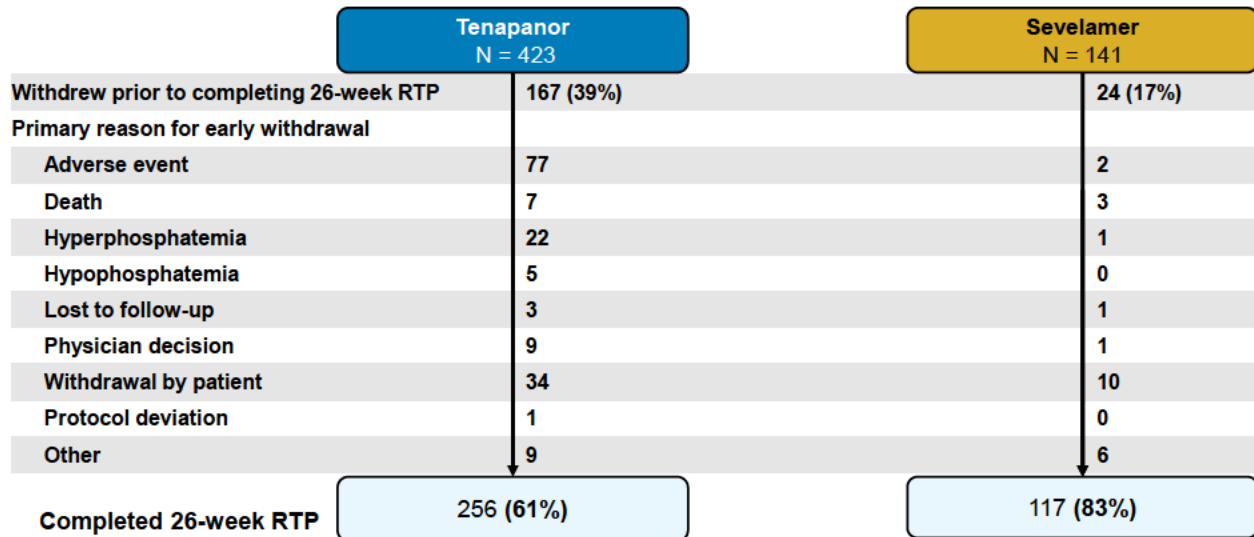 Tenapanor
N = 423
Sevelamer
N = 141
Withdrew prior to completing 26-week RTP 167 (39%) 24 (17%)
Primary reason for early withdrawal
Adverse event 77 2
Death 7 3
Hyperphosphatemia 22 1
Hypophosphatemia 5 0
Lost to follow-up 3 1
Physician decision 9 1
Withdrawal by patient 34 10
Protocol deviation 1 0
Other 9 6
Completed 26-week RTP 256 (61%) 117 (83%)